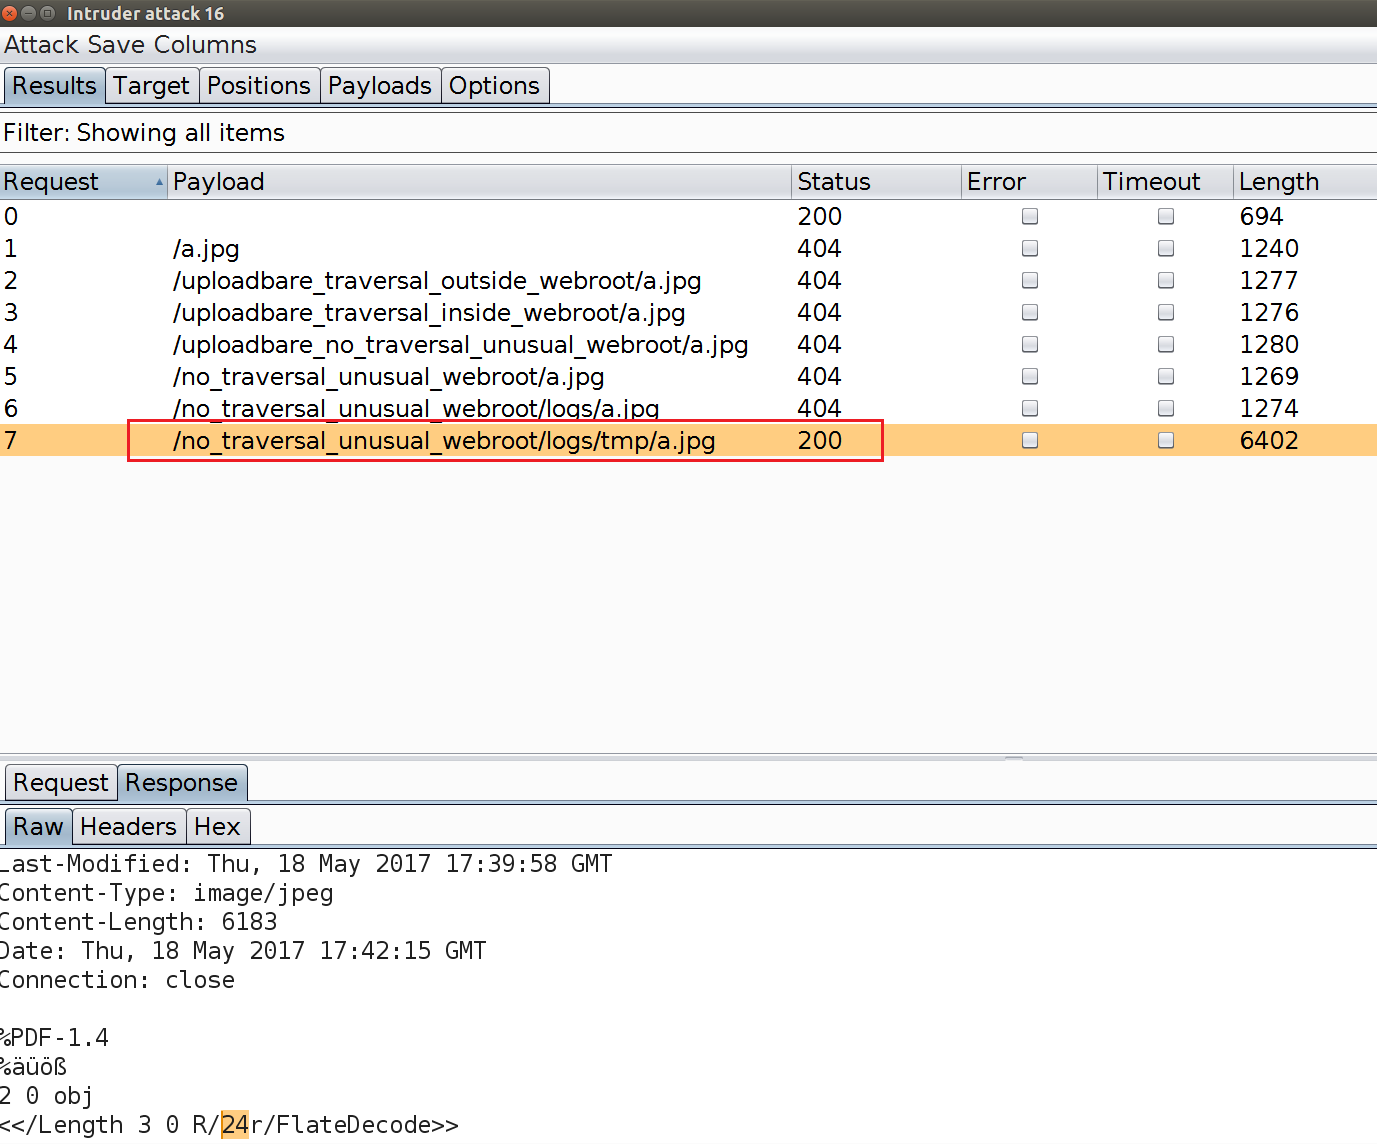 Intruder attack 16
Attack Save Columns
Results Target Positions Payloads Options
Filter: Showing all items
Request Payload Status Error Timeout Length
0 200 694
1 /a.jpg 404 1240
2 /uploadbare_traversal_outside_webroot/a.jpg 404 1277
3 /uploadbare_traversal_inside_webroot/a.jpg 404 1276
4 /uploadbare_no_traversal_unusual_webroot/a.jpg 404 1280
5 /no_traversal_unusual_webroot/a.jpg 404 1269
6 /no_traversal_unusual_webroot/logs/a.jpg 404 1274
7 /no_traversal_unusual_webroot/logs/tmp/a.jpg 200 6402
Request Response
Raw Headers Hex
Last-Modified: Thu, 18 May 2017 17:39:58 GMT
Content-Type: image/jpeg
Content-Length: 6183
Date: Thu, 18 May 2017 17:42:15 GMT
Connection: close
%PDF-1.4
%äüöß
2 0 obj
<</Length 3 0 R/24r/FlateDecode>>